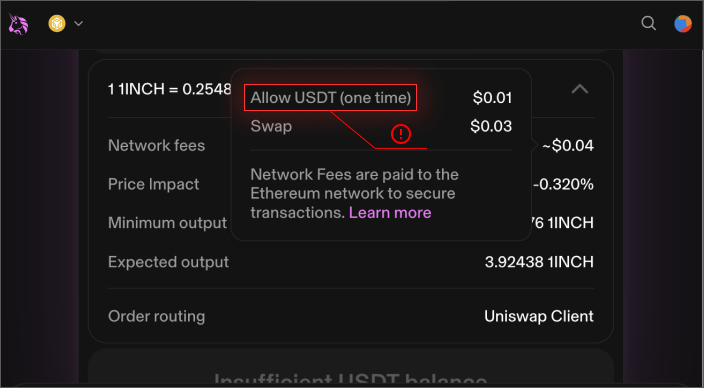 1 1INCH = 0.2548
Allow USDT (one time) $0.01
Swap $0.03
Network fees ~$0.04
Network Fees are paid to the
Ethereum network to secure
transactions. Learn more
Price Impact -0.320%
Minimum output 76 1INCH
Expected output 3.92438 1INCH
Order routing Uniswap Client
Insufficient USDT balance